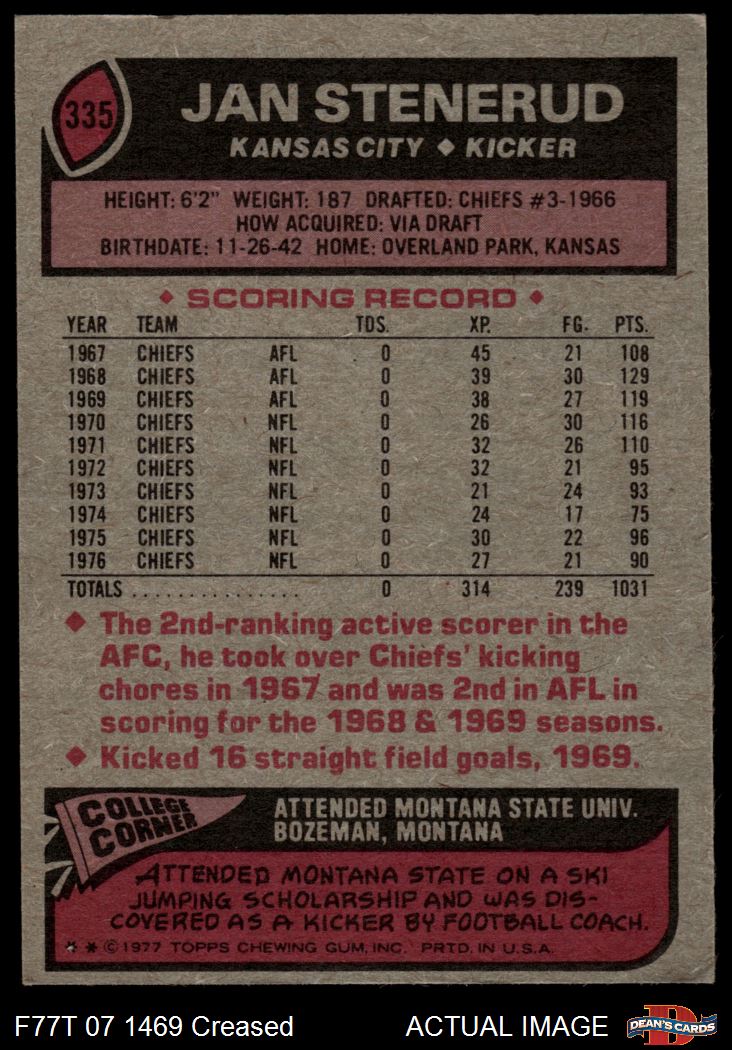 335
JAN STENERUD
KANSAS CITY ◆ KICKER
HEIGHT: 6'2" WEIGHT: 187 DRAFTED: CHIEFS #3-1966
HOW ACQUIRED: VIA DRAFT
BIRTHDATE: 11-26-42 HOME: OVERLAND PARK, KANSAS
◆ SCORING RECORD ◆
YEAR TEAM TDS. XP. FG. PTS.
1967 CHIEFS AFL 0 45 21 108
1968 CHIEFS AFL 0 39 30 129
1969 CHIEFS AFL 0 38 27 119
1970 CHIEFS NFL 0 26 30 116
1971 CHIEFS NFL 0 32 26 110
1972 CHIEFS NFL 0 32 21 95
1973 CHIEFS NFL 0 21 24 93
1974 CHIEFS NFL 0 24 17 75
1975 CHIEFS NFL 0 30 22 96
1976 CHIEFS NFL 0 27 21 90
TOTALS ............... 0 314 239 1031
◆ The 2nd-ranking active scorer in the
AFC, he took over Chiefs' kicking
chores in 1967 and was 2nd in AFL in
scoring for the 1968 & 1969 seasons.
◆ Kicked 16 straight field goals, 1969.
COLLEGE
CORNER
ATTENDED MONTANA STATE UNIV.
BOZEMAN, MONTANA
ATTENDED MONTANA STATE ON A SKI
JUMPING SCHOLARSHIP AND WAS DIS-
COVERED AS A KICKER BY FOOTBALL COACH.
* * © 1977 TOPPS CHEWING GUM, INC. PRTD. IN U.S.A.
F77T 07 1469 Creased ACTUAL IMAGE
D
DEAN'S CARDS